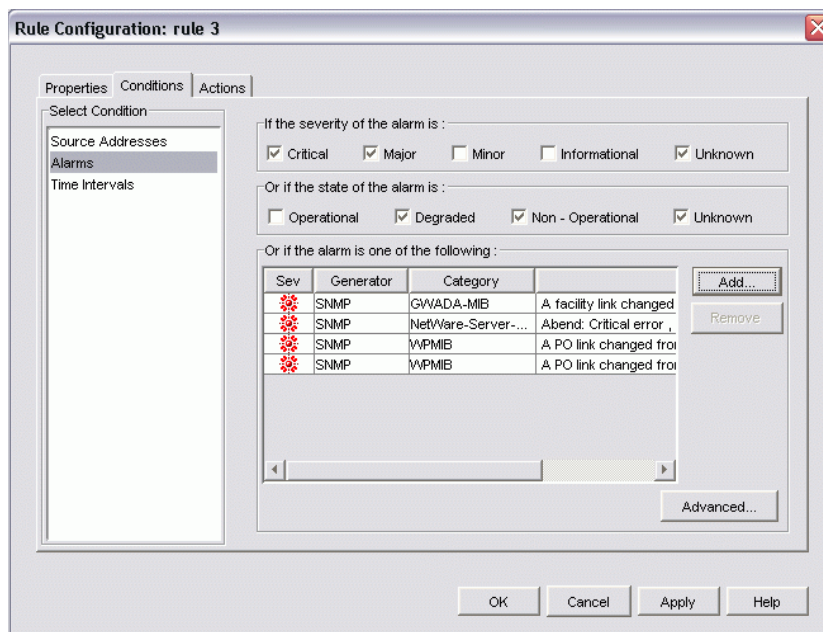 Rule Configuration: rule 3
Properties Conditions Actions
Select Condition
Source Addresses
Alarms
Time Intervals
If the severity of the alarm is :
Critical Major Minor Informational Unknown
Or if the state of the alarm is :
Operational Degraded Non - Operational Unknown
Or if the alarm is one of the following :
Sev Generator Category
SNMP GWADA-MIB A facility link changed
SNMP NetWare-Server-... Abend: Critical error ,
SNMP WPMIB A PO link changed from
SNMP WPMIB A PO link changed from
Add...
Remove
Advanced...
OK Cancel Apply Help